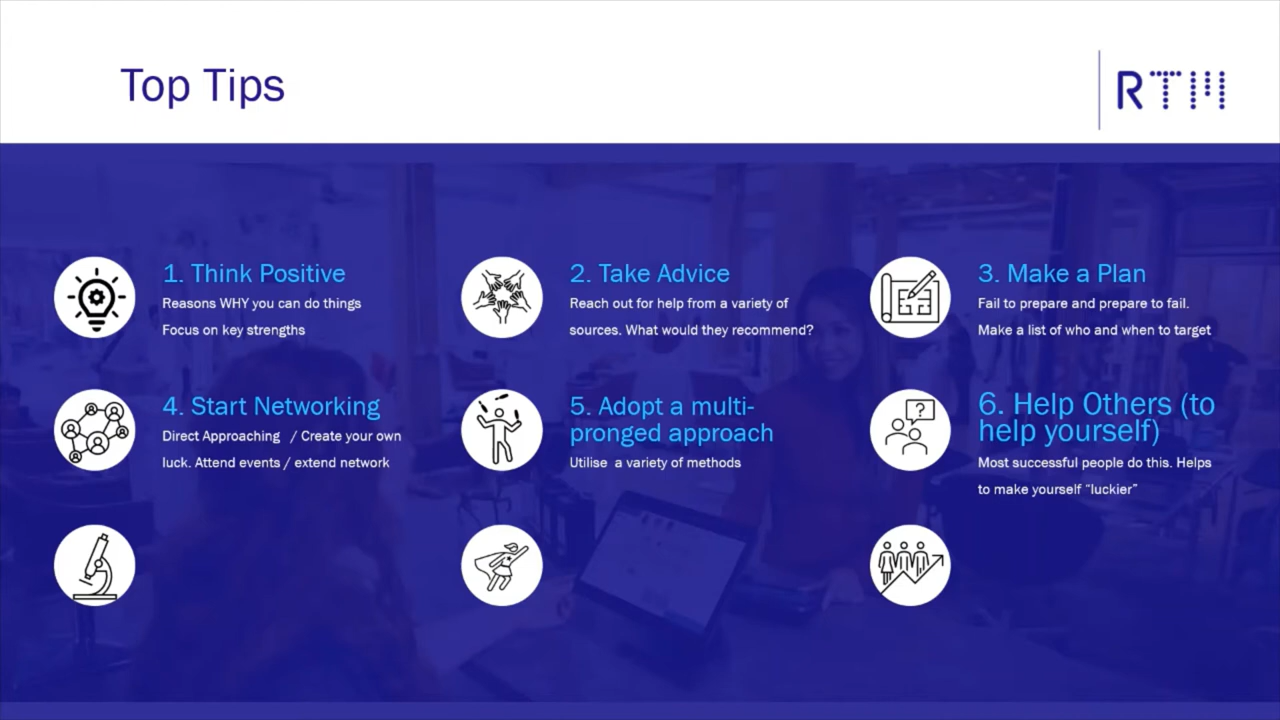 Top Tips
RTM
1. Think Positive
Reasons WHY you can do things
Focus on key strengths
2. Take Advice
Reach out for help from a variety of
sources. What would they recommend?
3. Make a Plan
Fail to prepare and prepare to fail.
Make a list of who and when to target
4. Start Networking
Direct Approaching / Create your own
luck. Attend events / extend network
5. Adopt a multi-
pronged approach
Utilise a variety of methods
?
6. Help Others (to
help yourself)
Most successful people do this. Helps
to make yourself “luckier”